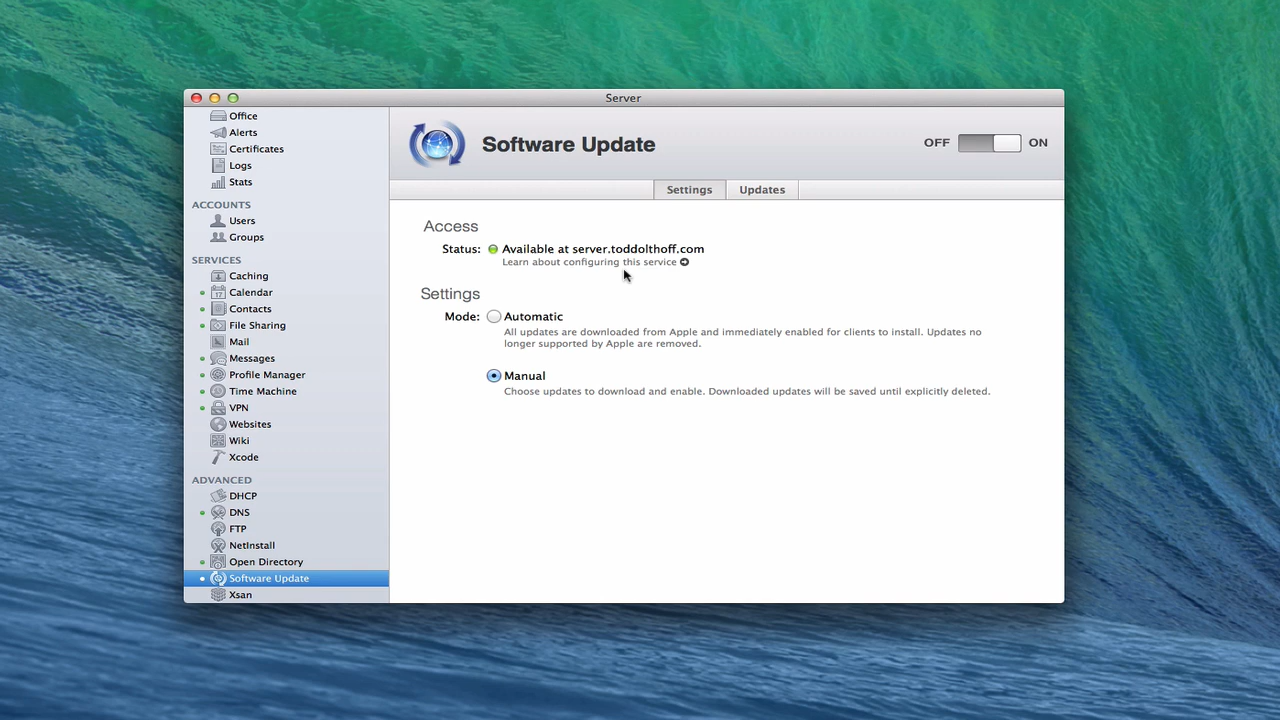 Server
Office
Alerts
Certificates
Logs
Stats
ACCOUNTS
Users
Groups
SERVICES
Caching
17
Calendar
Contacts
File Sharing
Mail
Messages
Profile Manager
Time Machine
VPN
Websites
Wiki
Xcode
ADVANCED
DHCP
DNS
FTP
NetInstall
Open Directory
Software Update
Xsan
Software Update
OFF ON
Settings Updates
Access
Status: Available at server.toddolthoff.com
Learn about configuring this service
Settings
Mode: Automatic
All updates are downloaded from Apple and immediately enabled for clients to install. Updates no
longer supported by Apple are removed.
Manual
Choose updates to download and enable. Downloaded updates will be saved until explicitly deleted.